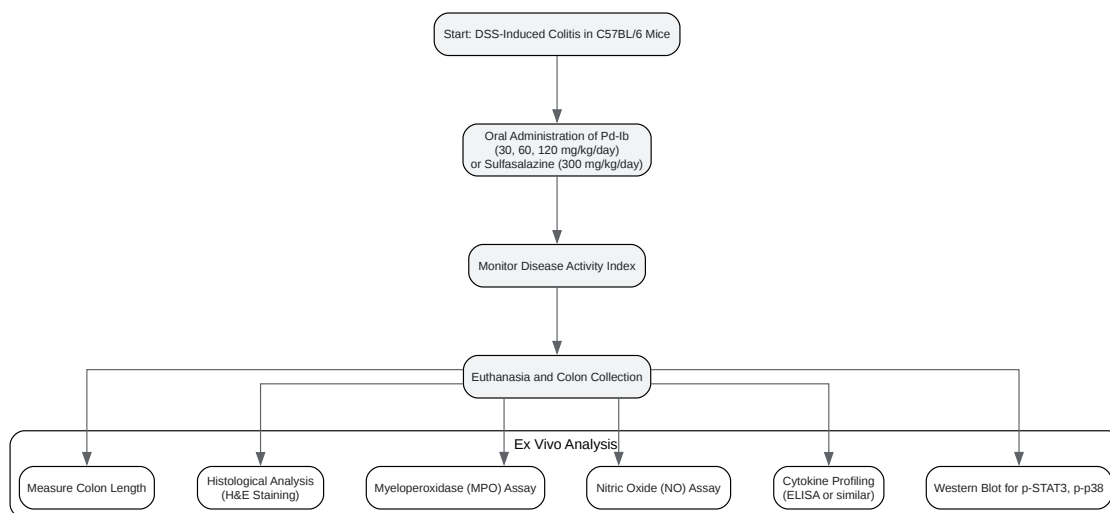 Start: DSS-Induced Colitis in C57BL/6 Mice
Oral Administration of Pd-Ib
(30, 60, 120 mg/kg/day)
or Sulfasalazine (300 mg/kg/day)
Monitor Disease Activity Index
Euthanasia and Colon Collection
Ex Vivo Analysis
Measure Colon Length
Histological Analysis
(H&E Staining)
Myeloperoxidase (MPO) Assay
Nitric Oxide (NO) Assay
Cytokine Profiling
(ELISA or similar)
Western Blot for p-STAT3, p-p38